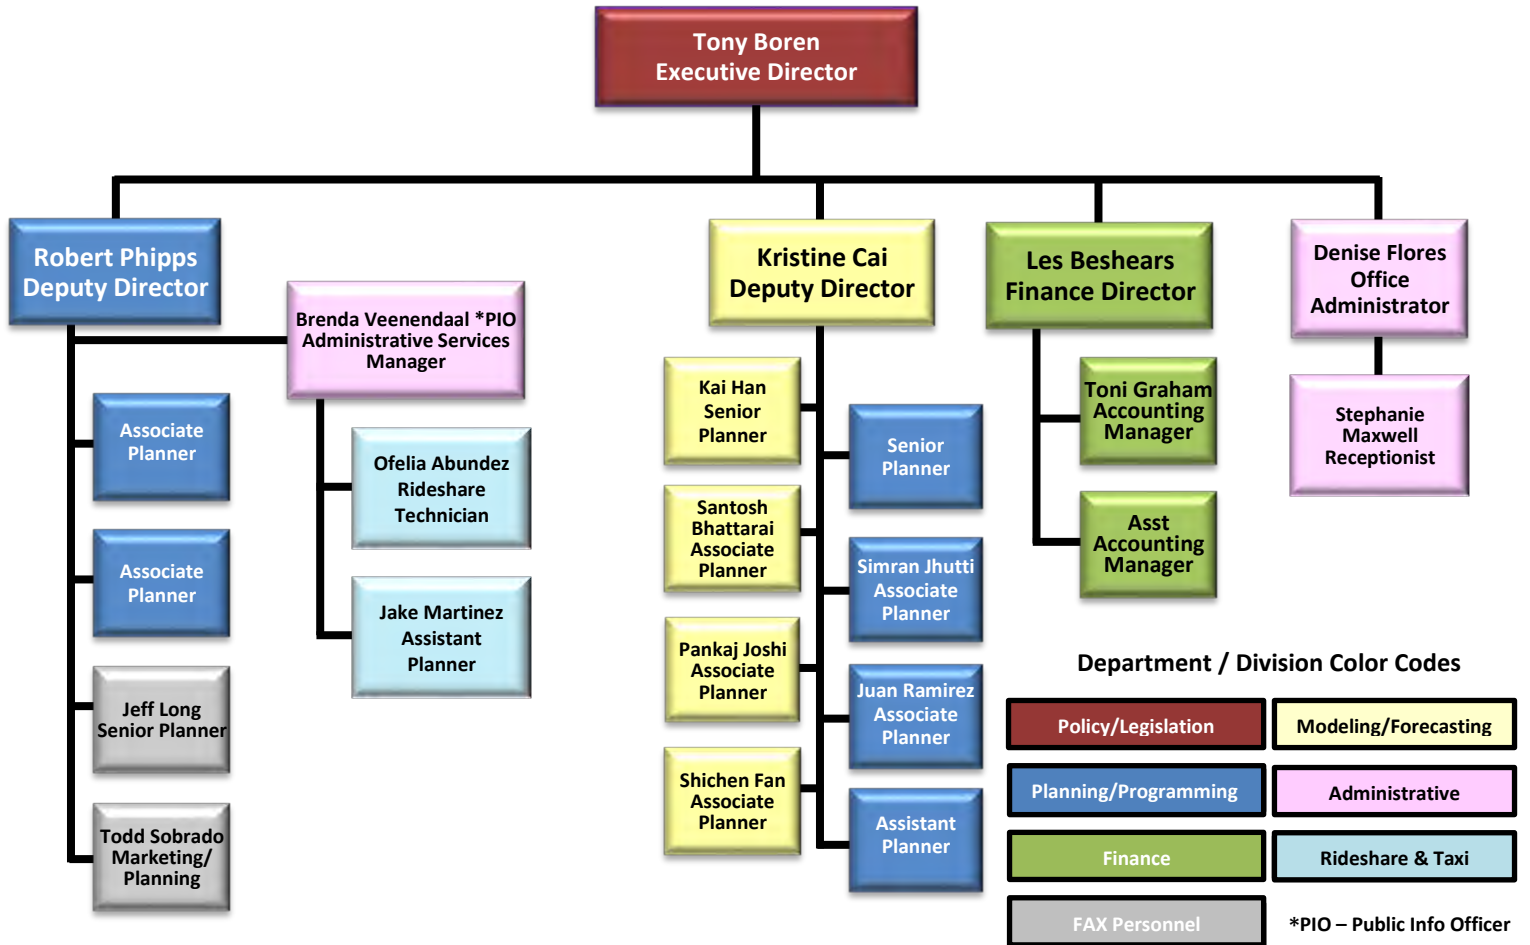 Tony Boren
Executive Director
Robert Phipps
Deputy Director
Brenda Veenendaal *PIO
Administrative Services
Manager
Associate
Planner
Associate
Planner
Jeff Long
Senior Planner
Todd Sobrado
Marketing/
Planning
Ofelia Abundez
Rideshare
Technician
Jake Martinez
Assistant
Planner
Kristine Cai
Deputy Director
Kai Han
Senior
Planner
Santosh
Bhattarai
Associate
Planner
Pankaj Joshi
Associate
Planner
Shichen Fan
Associate
Planner
Senior
Planner
Simran Jhutti
Associate
Planner
Juan Ramirez
Associate
Planner
Assistant
Planner
Les Beshears
Finance Director
Toni Graham
Accounting
Manager
Asst
Accounting
Manager
Denise Flores
Office
Administrator
Stephanie
Maxwell
Receptionist
Department / Division Color Codes
Policy/Legislation
Modeling/Forecasting
Planning/Programming
Administrative
Finance
Rideshare & Taxi
FAX Personnel
*PIO – Public Info Officer